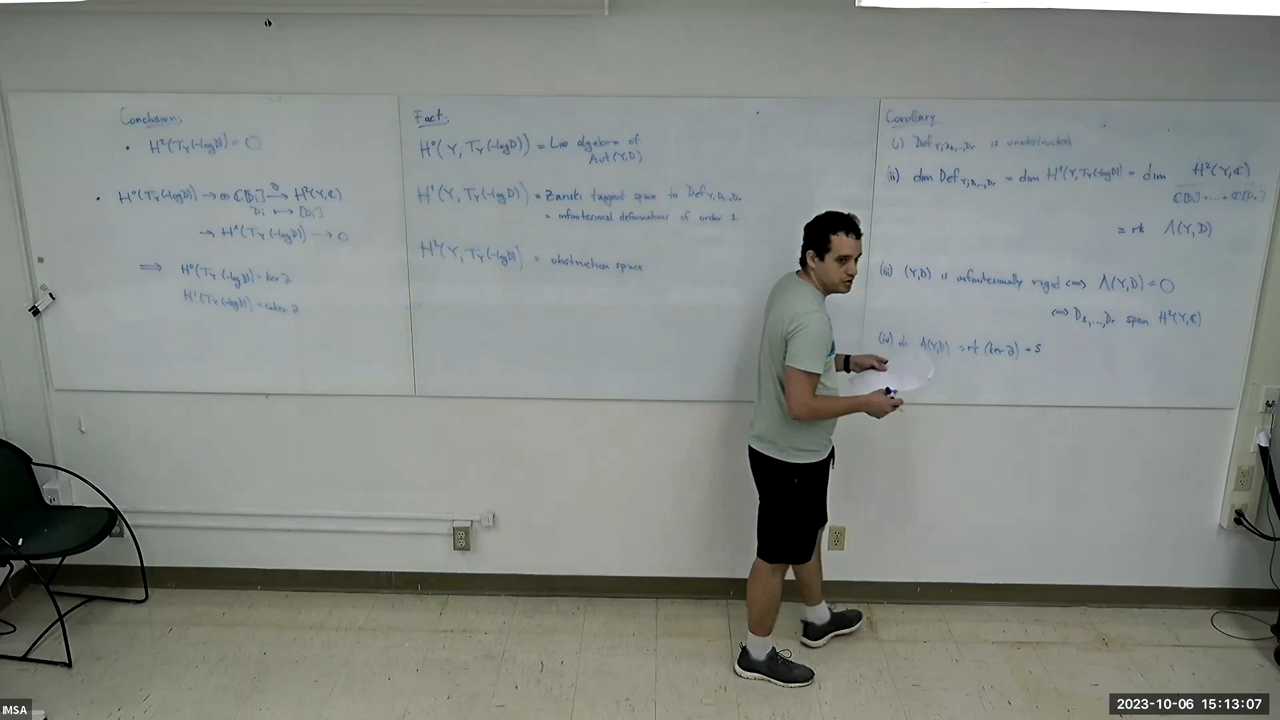 Conclusion:
• H²(T_Y(-log D)) = 0
• H⁰(T_Y(-log D)) → ⊕ ℂ[D_i] →∂ H²(Y,ℂ)
D_i ↦ [D_i]
→ H¹(T_Y(-log D)) → 0
⟹ H⁰(T_Y(-log D)) = ker ∂
H¹(T_Y(-log D)) = coker ∂
Fact:
H⁰(Y, T_Y(-log D)) = Lie algebra of
Aut(Y,D)
H¹(Y, T_Y(-log D)) = Zariski tangent space to Def_{Y,D_1,..,D_r}
= infinitesimal deformations of order 1
H²(Y, T_Y(-log D)) = obstruction space
Corollary
(i) Def_{Y,D_1,..,D_r} is unobstructed
ii) dim Def_{Y,D_1,..,D_r} = dim H¹(Y,T_Y(-log D)) = dim H²(Y,ℂ) / ℂ[D_1]+...+ℂ[D_r]
= rk Λ(Y,D)
(iii) (Y,D) is infinitesimally rigid ⟺ Λ(Y,D) = 0
⟺ D_1,...,D_r span H²(Y,ℂ)
(iv) Λ(Y,D) = rk (ker ∂) = s
IMSA
2023-10-06 15:13:07